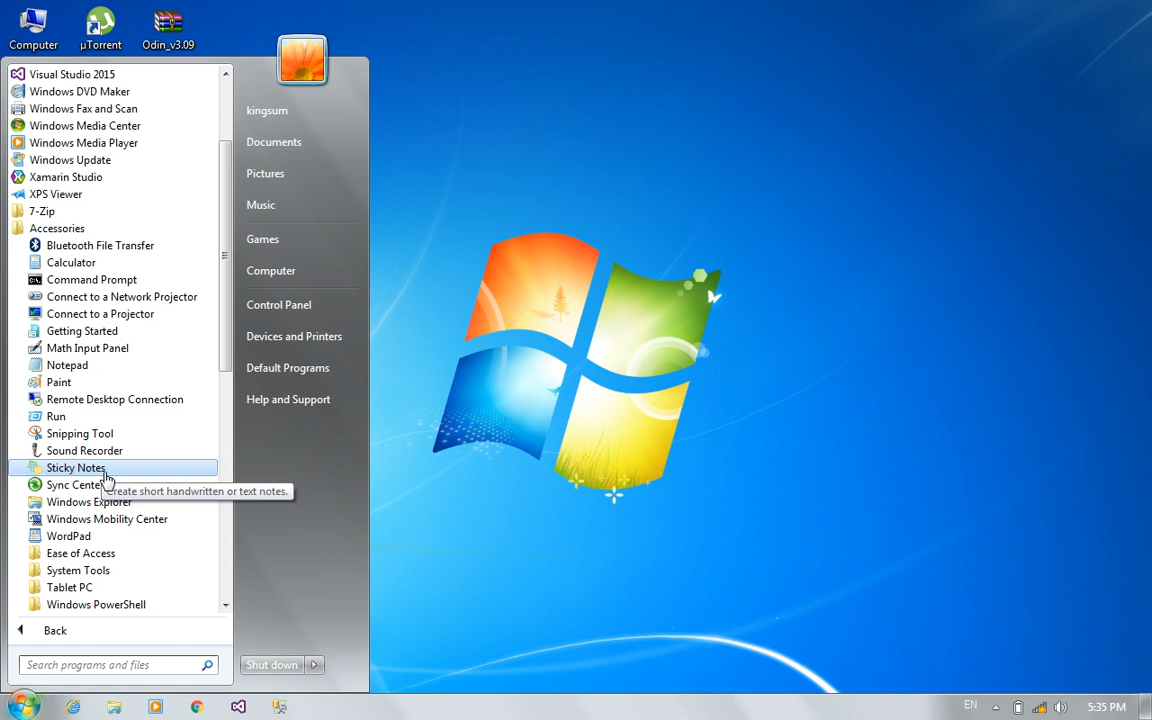 Computer
µTorrent
Odin_v3.09
Visual Studio 2015
Windows DVD Maker
Windows Fax and Scan
Windows Media Center
Windows Media Player
Windows Update
Xamarin Studio
XPS Viewer
7-Zip
Accessories
Bluetooth File Transfer
Calculator
Command Prompt
Connect to a Network Projector
Connect to a Projector
Getting Started
Math Input Panel
Notepad
Paint
Remote Desktop Connection
Run
Snipping Tool
Sound Recorder
Sticky Notes
Sync Cente
Create short handwritten or text notes.
Windows Explorer
Windows Mobility Center
WordPad
Ease of Access
System Tools
Tablet PC
Windows PowerShell
Back
Search programs and files
kingsum
Documents
Pictures
Music
Games
Computer
Control Panel
Devices and Printers
Default Programs
Help and Support
Shut down
EN
5:35 PM